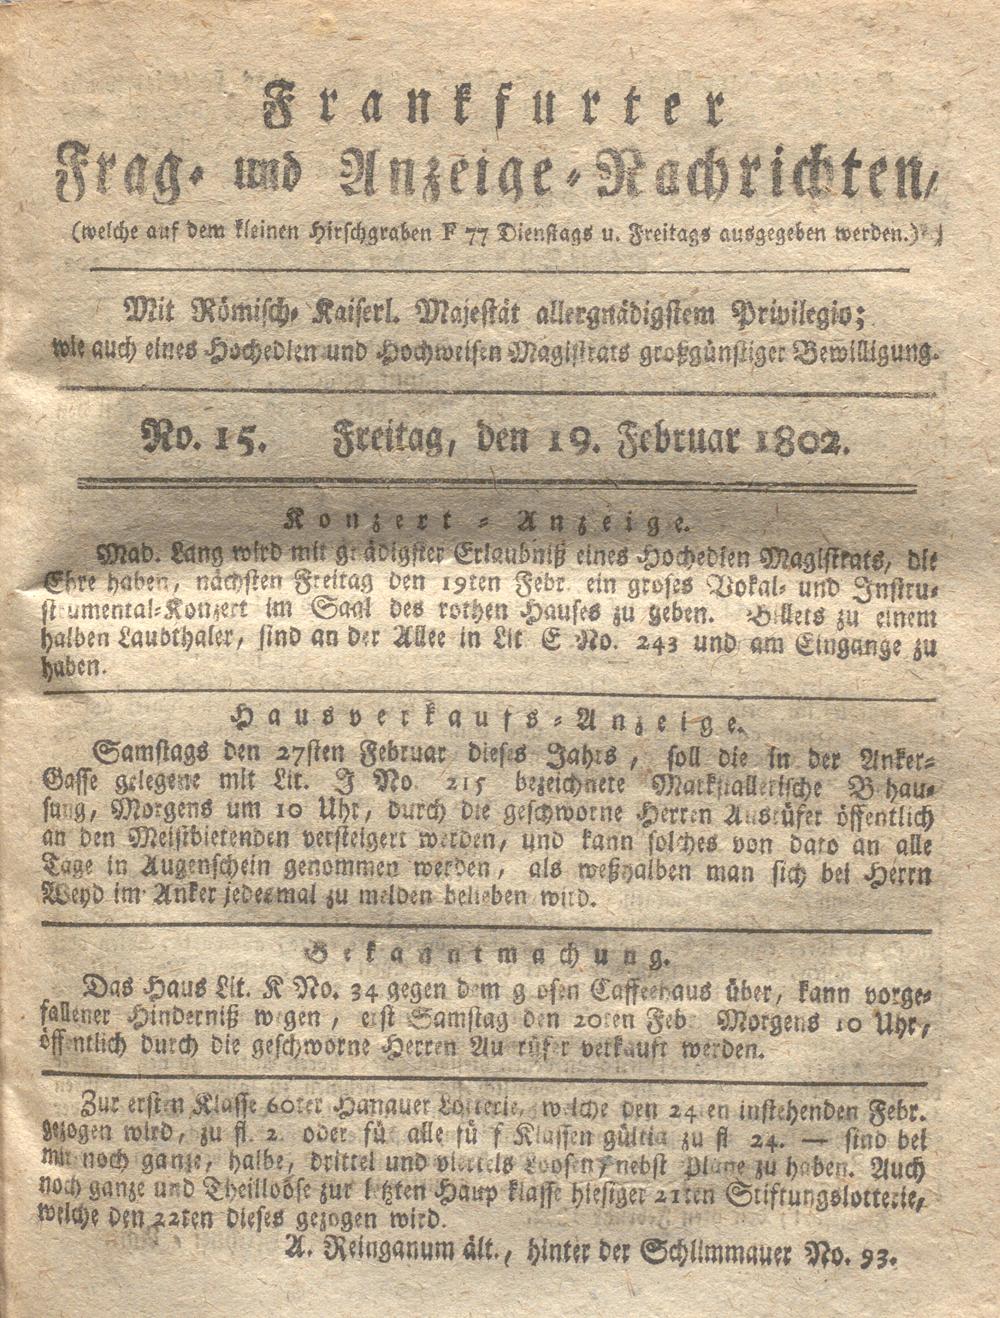 Frankfurter
Frag- und Anzeige-Nachrichten,
(welche auf dem kleinen Hirschgraben F 77 Dienstags u. Freitags ausgegeben werden.)
Mit Römisch- Kaiserl. Majestät allergnädigstem Privilegio;
wie auch eines Hochedlen und Hochweisen Magistrats großgünstiger Bewilligung.
No. 15. Freitag, den 19. Februar 1802.
Konzert-Anzeige.
Mad. Lang wird mit gnädigster Erlaubniß eines Hochedlen Magistrats, die
Ehre haben, nächsten Freitag den 19ten Febr. ein groses Vokal- und Instru-
strumental-Konzert im Saal des rothen Hauses zu geben. Billets zu einem
halben Laubthaler, sind an der Allee in Lit E No. 243 und am Eingange zu
haben.
Hausverkaufs-Anzeige.
Samstags den 27sten Februar dieses Jahrs, soll die in der Anker-
Gasse gelegene mit Lit. J No. 215 bezeichnete Markstallerische Behau-
sung, Morgens um 10 Uhr, durch die geschworne Herren Ausrüfer öffentlich
an den Meistbietenden versteigert werden, und kann solches von dato an alle
Tage in Augenschein genommen werden, als weßhalben man sich bei Herrn
Weyd im Anker jedesmal zu melden belieben wird.
Bekanntmachung.
Das Haus Lit. K No. 34 gegen dem grosen Caffeehaus über, kann vorge-
fallener Hinderniß wegen, erst Samstag den 20ten Feb Morgens 10 Uhr,
öffentlich durch die geschworne Herren Ausrüfer verkauft werden.
Zur ersten Klasse 60ter Hanauer Lotterie, welche den 24ten instehenden Febr.
gezogen wird, zu fl. 2. oder für alle fünf Klassen gültig zu fl 24. — sind bei
mir noch ganze, halbe, drittel und viertels Loosen, nebst Plane zu haben. Auch
noch ganze und Theilloose zur letzten Haupt klasse hiesiger 21ten Stiftungslotterie,
welche den 22ten dieses gezogen wird.
A. Reinganum ält., hinter der Schlimmauer No. 93.